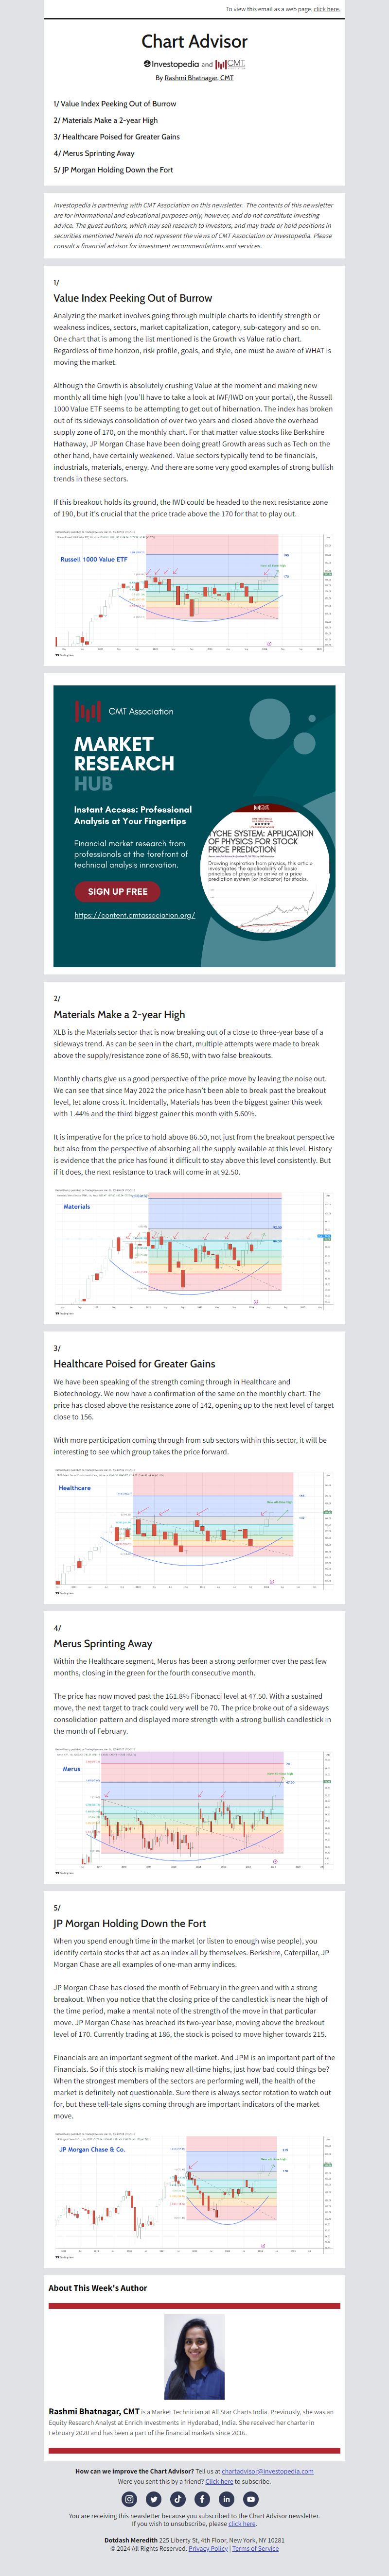 To view this email as a web page, click here.
Chart Advisor
Investopedia and CMT
By Rashmi Bhatnagar, CMT
1/ Value Index Peeking Out of Burrow
2/ Materials Make a 2-year High
3/ Healthcare Poised for Greater Gains
4/ Merus Sprinting Away
5/ JP Morgan Holding Down the Fort
Investopedia is partnering with CMT Association on this newsletter. The contents of this newsletter
are for informational and educational purposes only, however, and do not constitute investing
advice. The guest authors, which may sell research to investors, and may trade or hold positions in
securities mentioned herein do not represent the views of CMT Association or Investopedia. Please
consult a financial advisor for investment recommendations and services.
1/
Value Index Peeking Out of Burrow
Analyzing the market involves going through multiple charts to identify strength or
weakness indices, sectors, market capitalization, category, sub-category and so on.
One chart that is among the list mentioned is the Growth vs Value ratio chart.
Regardless of time horizon, risk profile, goals, and style, one must be aware of WHAT is
moving the market.
Although the Growth is absolutely crushing Value at the moment and making new
monthly all time high (you'll have to take a look at IWF/IWD on your portal), the Russell
1000 Value ETF seems to be attempting to get out of hibernation. The index has broken
out of its sideways consolidation of over two years and closed above the overhead
supply zone of 170, on the monthly chart. For that matter value stocks like Berkshire
Hathaway, JP Morgan Chase have been doing great! Growth areas such as Tech on the
other hand, have certainly weakened. Value sectors typically tend to be financials,
industrials, materials, energy. And there are some very good examples of strong bullish
trends in these sectors.
If this breakout holds its ground, the IWD could be headed to the next resistance zone
of 190, but it's crucial that the price trade above the 170 for that to play out.
Russell 1000 Value ETF
CMT Association
MARKET
RESEARCH
HUB
Instant Access: Professional
Analysis at Your Fingertips
Financial market research from
professionals at the forefront of
technical analysis innovation.
SIGN UP FREE
https://content.cmtassociation.org/
TYCHE SYSTEM: APPLICATION
OF PHYSICS FOR STOCK
PRICE PREDICTION
Drawing inspiration from physics, this article
investigates the applicability of basic
principles of physics to arrive at a price
prediction system (or indicator) for stocks.
2/
Materials Make a 2-year High
XLB is the Materials sector that is now breaking out of a close to three-year base of a
sideways trend. As can be seen in the chart, multiple attempts were made to break
above the supply/resistance zone of 86.50, with two false breakouts.
Monthly charts give us a good perspective of the price move by leaving the noise out.
We can see that since May 2022 the price hasn't been able to break past the breakout
level, let alone cross it. Incidentally, Materials has been the biggest gainer this week
with 1.44% and the third biggest gainer this month with 5.60%.
It is imperative for the price to hold above 86.50, not just from the breakout perspective
but also from the perspective of absorbing all the supply available at this level. History
is evidence that the price has found it difficult to stay above this level consistently. But
if it does, the next resistance to track will come in at 92.50.
Materials
3/
Healthcare Poised for Greater Gains
We have been speaking of the strength coming through in Healthcare and
Biotechnology. We now have a confirmation of the same on the monthly chart. The
price has closed above the resistance zone of 142, opening up to the next level of target
close to 156.
With more participation coming through from sub sectors within this sector, it will be
interesting to see which group takes the price forward.
Healthcare
4/
Merus Sprinting Away
Within the Healthcare segment, Merus has been a strong performer over the past few
months, closing in the green for the fourth consecutive month.
The price has now moved past the 161.8% Fibonacci level at 47.50. With a sustained
move, the next target to track could very well be 70. The price broke out of a sideways
consolidation pattern and displayed more strength with a strong bullish candlestick in
the month of February.
Merus
5/
JP Morgan Holding Down the Fort
When you spend enough time in the market (or listen to enough wise people), you
identify certain stocks that act as an index all by themselves. Berkshire, Caterpillar, JP
Morgan Chase are all examples of one-man army indices.
JP Morgan Chase has closed the month of February in the green and with a strong
breakout. When you notice that the closing price of the candlestick is near the high of
the time period, make a mental note of the strength of the move in that particular
move. JP Morgan Chase has breached its two-year base, moving above the breakout
level of 170. Currently trading at 186, the stock is poised to move higher towards 215.
Financials are an important segment of the market. And JPM is an important part of the
Financials. So if this stock is making new all-time highs, just how bad could things be?
When the strongest members of the sectors are performing well, the health of the
market is definitely not questionable. Sure there is always sector rotation to watch out
for, but these tell-tale signs coming through are important indicators of the market
move.
JP Morgan Chase & Co.
About This Week's Author
Rashmi Bhatnagar, CMT is a Market Technician at All Star Charts India. Previously, she was an
Equity Research Analyst at Enrich Investments in Hyderabad, India. She received her charter in
February 2020 and has been a part of the financial markets since 2016.
How can we improve the Chart Advisor? Tell us at chartadvisor@investopedia.com
Were you sent this by a friend? Click here to subscribe.
You are receiving this newsletter because you subscribed to the Chart Advisor newsletter.
If you wish to unsubscribe, please click here.
Dotdash Meredith 225 Liberty St, 4th Floor, New York, NY 10281
© 2024 All Rights Reserved. Privacy Policy | Terms of Service